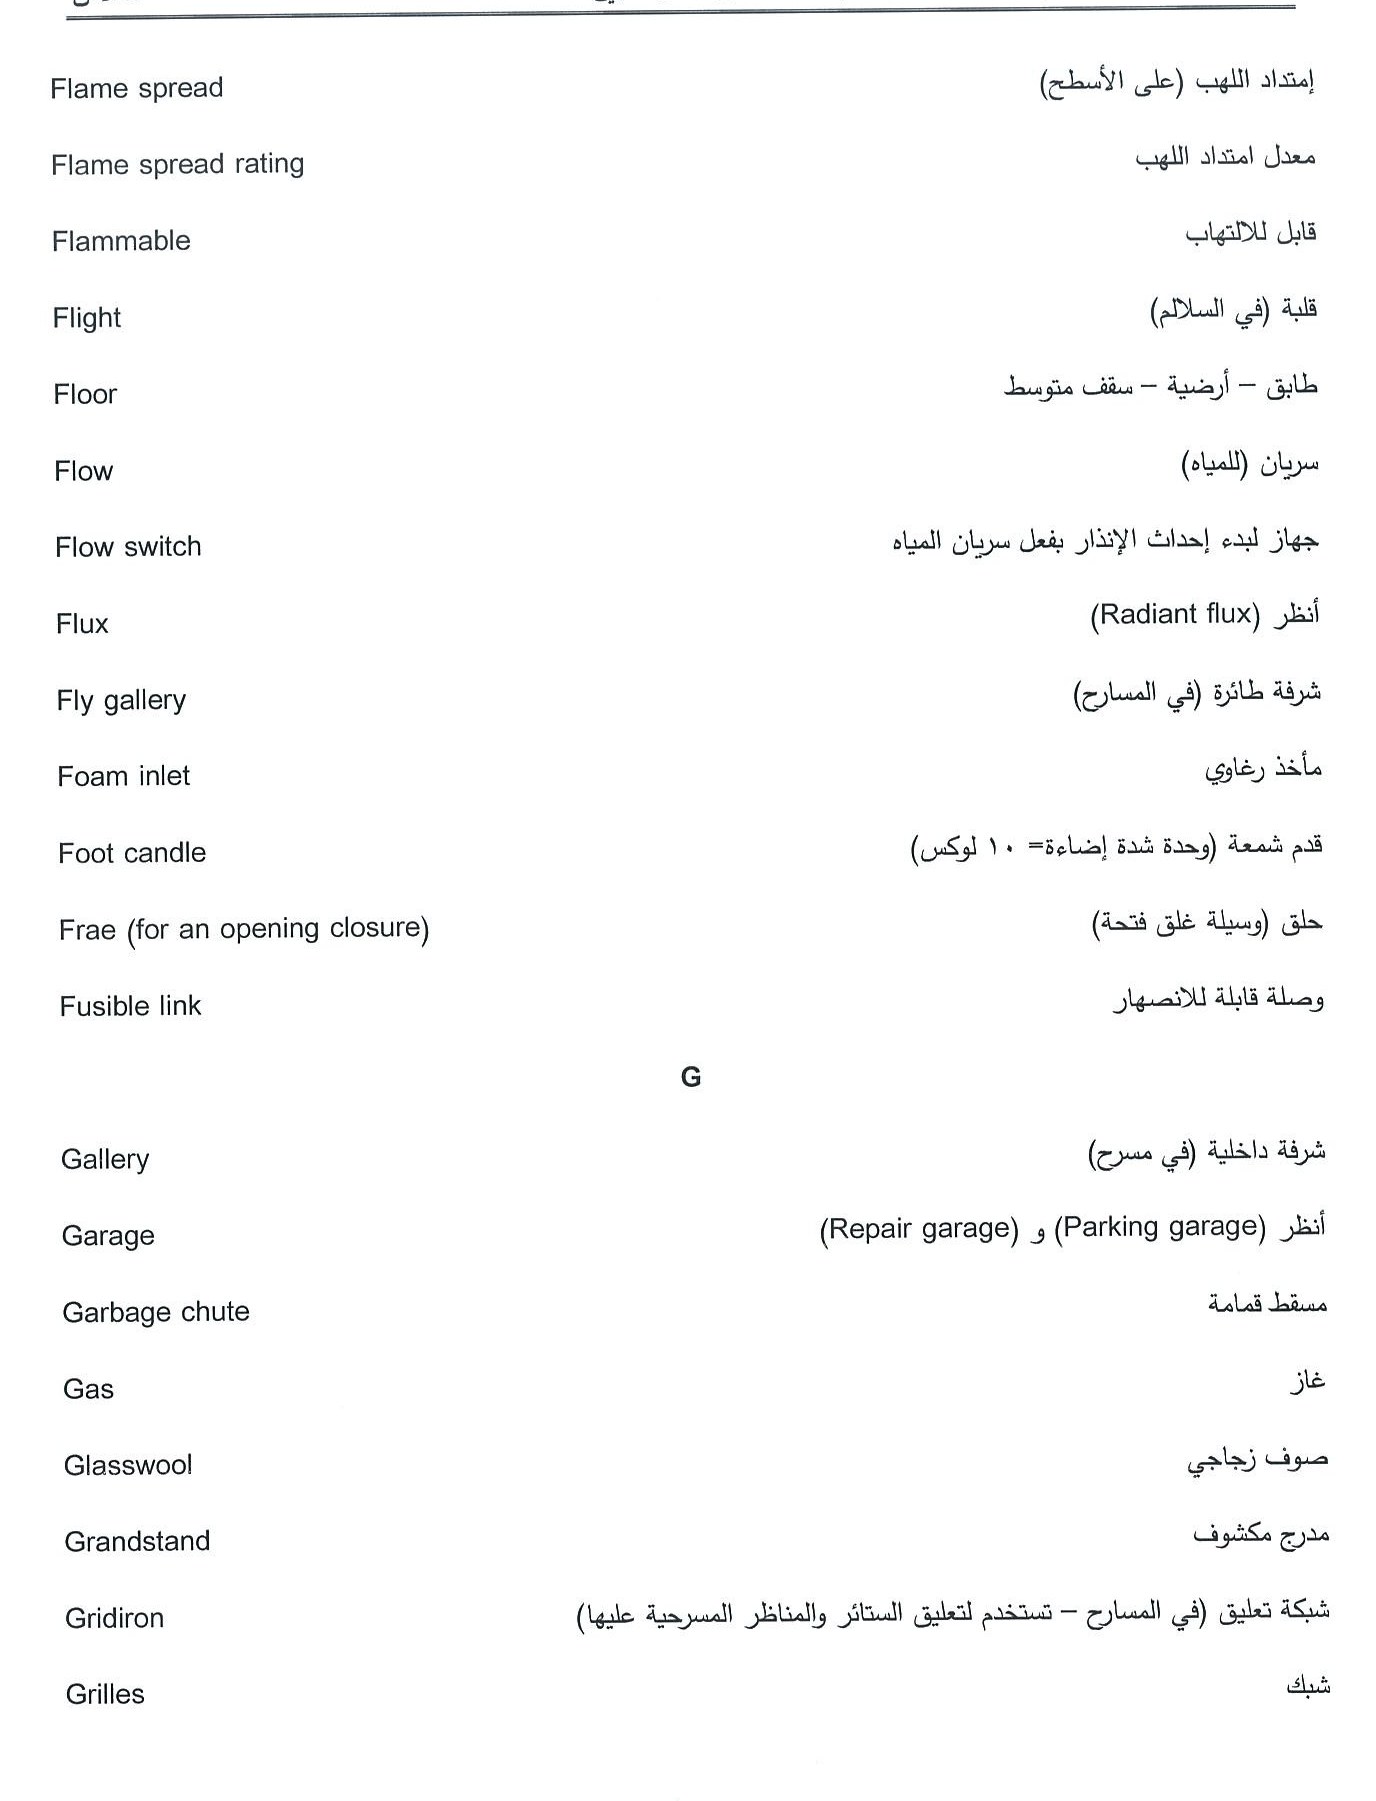 Flame spread إمتداد اللهب (على الأسطح)
Flame spread rating معدل امتداد اللهب
Flammable قابل للالتهاب
Flight قلبة (في السلالم)
Floor طابق – أرضية – سقف متوسط
Flow سريان (للمياه)
Flow switch جهاز لبدء إحداث الإنذار بفعل سريان المياه
Flux أنظر (Radiant flux)
Fly gallery شرفة طائرة (في المسارح)
Foam inlet مأخذ رغاوي
Foot candle قدم شمعة (وحدة شدة إضاءة= ١٠ لوكس)
Frae (for an opening closure) حلق (وسيلة غلق فتحة)
Fusible link وصلة قابلة للانصهار
G
Gallery شرفة داخلية (في مسرح)
Garage أنظر (Parking garage) و (Repair garage)
Garbage chute مسقط قمامة
Gas غاز
Glasswool صوف زجاجي
Grandstand مدرج مكشوف
Gridiron شبكة تعليق (في المسارح – تستخدم لتعليق الستائر والمناظر المسرحية عليها)
Grilles شبك